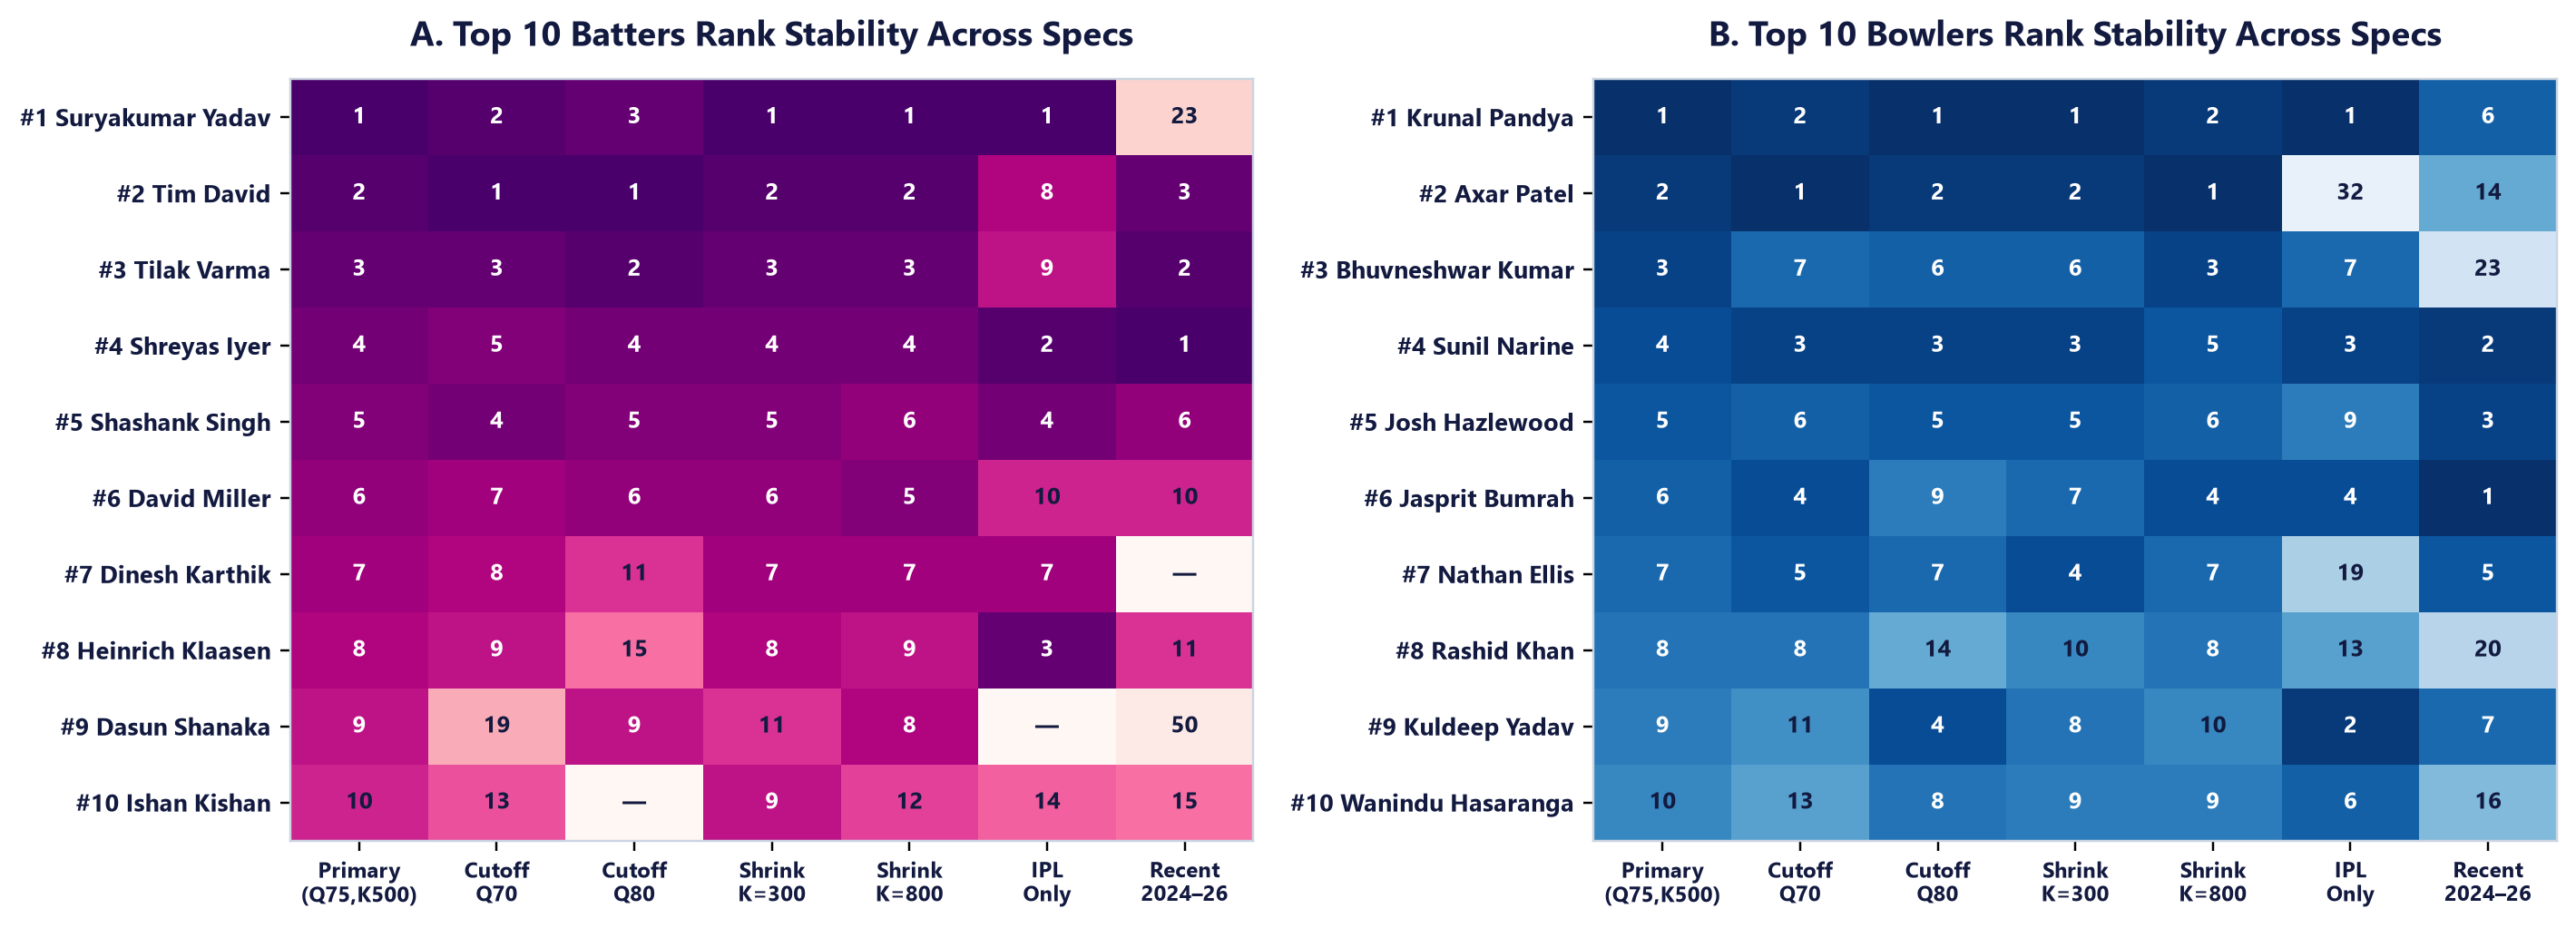 A. Top 10 Batters Rank Stability Across Specs
#1 Suryakumar Yadav 1 2 3 1 1 1 23
#2 Tim David 2 1 1 2 2 8 3
#3 Tilak Varma 3 3 2 3 3 9 2
#4 Shreyas Iyer 4 5 4 4 4 2 1
#5 Shashank Singh 5 4 5 5 6 4 6
#6 David Miller 6 7 6 6 5 10 10
#7 Dinesh Karthik 7 8 11 7 7 7 —
#8 Heinrich Klaasen 8 9 15 8 9 3 11
#9 Dasun Shanaka 9 19 9 11 8 — 50
#10 Ishan Kishan 10 13 — 9 12 14 15
Primary Cutoff Cutoff Shrink Shrink IPL Recent
(Q75,K500) Q70 Q80 K=300 K=800 Only 2024–26
B. Top 10 Bowlers Rank Stability Across Specs
#1 Krunal Pandya 1 2 1 1 2 1 6
#2 Axar Patel 2 1 2 2 1 32 14
#3 Bhuvneshwar Kumar 3 7 6 6 3 7 23
#4 Sunil Narine 4 3 3 3 5 3 2
#5 Josh Hazlewood 5 6 5 5 6 9 3
#6 Jasprit Bumrah 6 4 9 7 4 4 1
#7 Nathan Ellis 7 5 7 4 7 19 5
#8 Rashid Khan 8 8 14 10 8 13 20
#9 Kuldeep Yadav 9 11 4 8 10 2 7
#10 Wanindu Hasaranga 10 13 8 9 9 6 16
Primary Cutoff Cutoff Shrink Shrink IPL Recent
(Q75,K500) Q70 Q80 K=300 K=800 Only 2024–26